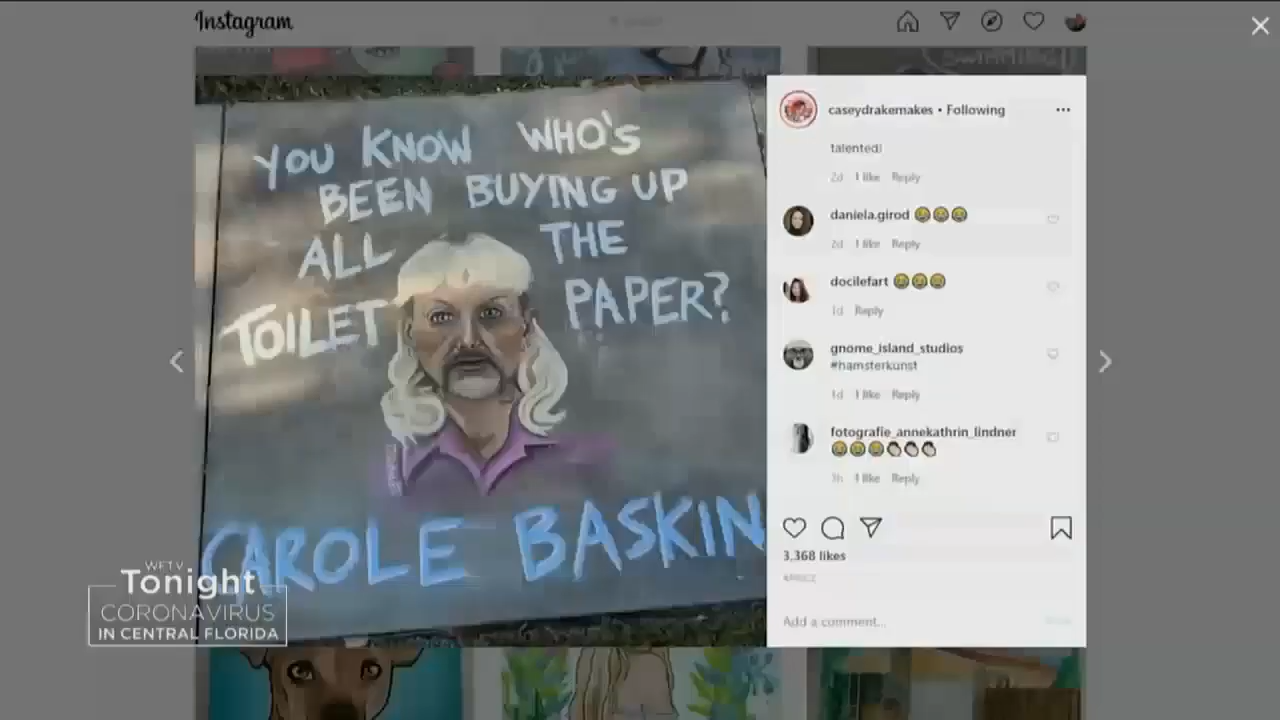 Instagram
YOU KNOW WHO'S
BEEN BUYING UP
ALL THE
TOILET PAPER?
CAROLE BASKIN
caseydrakemakes • Following
talented!
2d 1 like Reply
daniela.girod 😂😂😂
2d 1 like Reply
docilefart 😂😂😂
1d Reply
gnome_island_studios
#hamsterkunst
1d 1 like Reply
fotografie_annekathrin_lindner
😂😂😂👏🏻👏🏻👏🏻
1 like Reply
3,368 likes
Add a comment...
WFTV
Tonight
CORONAVIRUS
IN CENTRAL FLORIDA